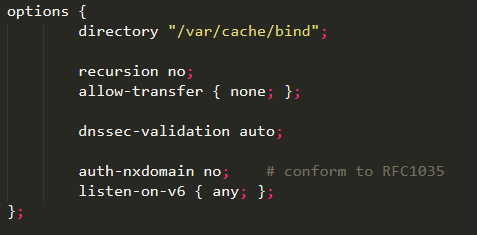 options {
directory "/var/cache/bind";
recursion no;
allow-transfer { none; };
dnssec-validation auto;
auth-nxdomain no;    # conform to RFC1035
listen-on-v6 { any; };
};